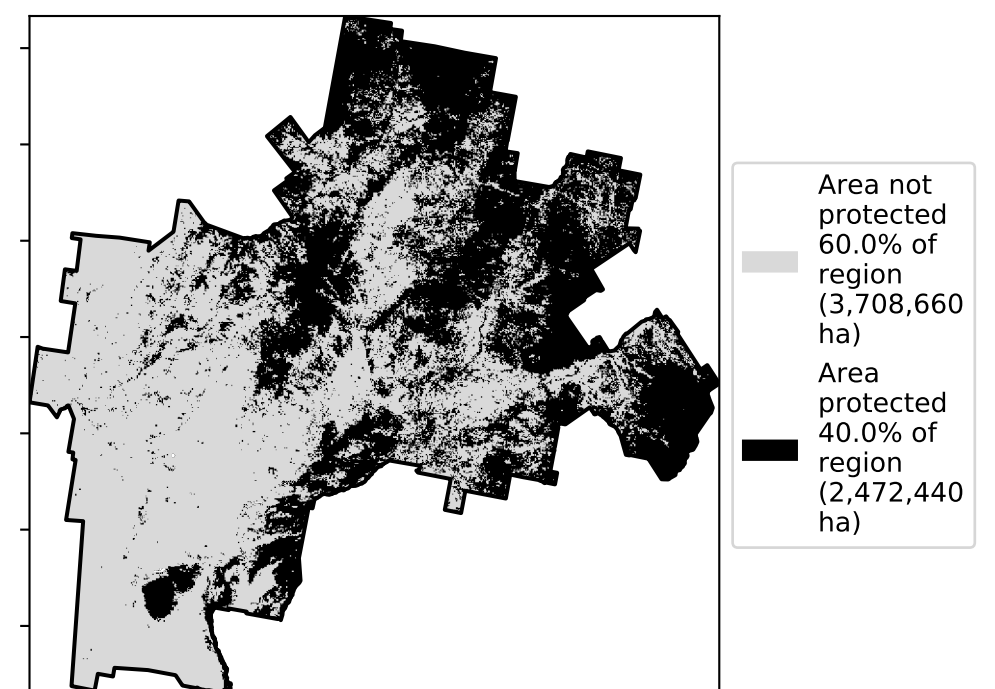 Area not
protected
60.0% of
region
(3,708,660
ha)
Area
protected
40.0% of
region
(2,472,440
ha)